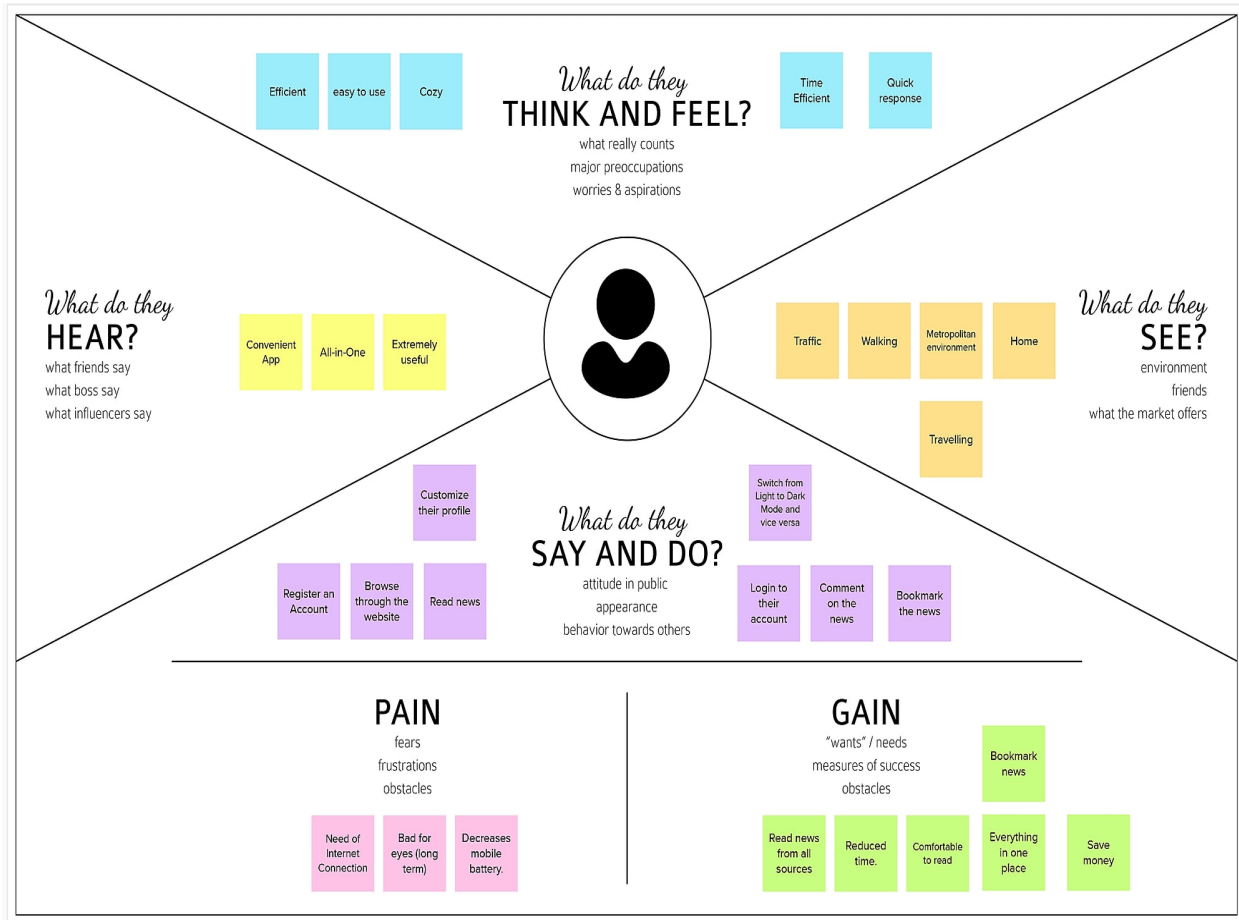 Efficient
easy to use
Cozy
What do they
THINK AND FEEL?
what really counts
major preoccupations
worries & aspirations
Time
Efficient
Quick
response
What do they
HEAR?
what friends say
what boss say
what influencers say
Convenient
App
All-in-One
Extremely
useful
Traffic
Walking
Metropolitan
environment
Home
Travelling
What do they
SEE?
environment
friends
what the market offers
Customize
their profile
Register an
Account
Browse
through the
website
Read news
What do they
SAY AND DO?
attitude in public
appearance
behavior towards others
Switch from
Light to Dark
Mode and
vice versa
Login to
their
account
Comment
on the
news
Bookmark
the news
PAIN
fears
frustrations
obstacles
Need of
Internet
Connection
Bad for
eyes (long
term)
Decreases
mobile
battery.
GAIN
"wants" / needs
measures of success
obstacles
Bookmark
news
Read news
from all
sources
Reduced
time.
Comfortable
to read
Everything
in one
place
Save
money